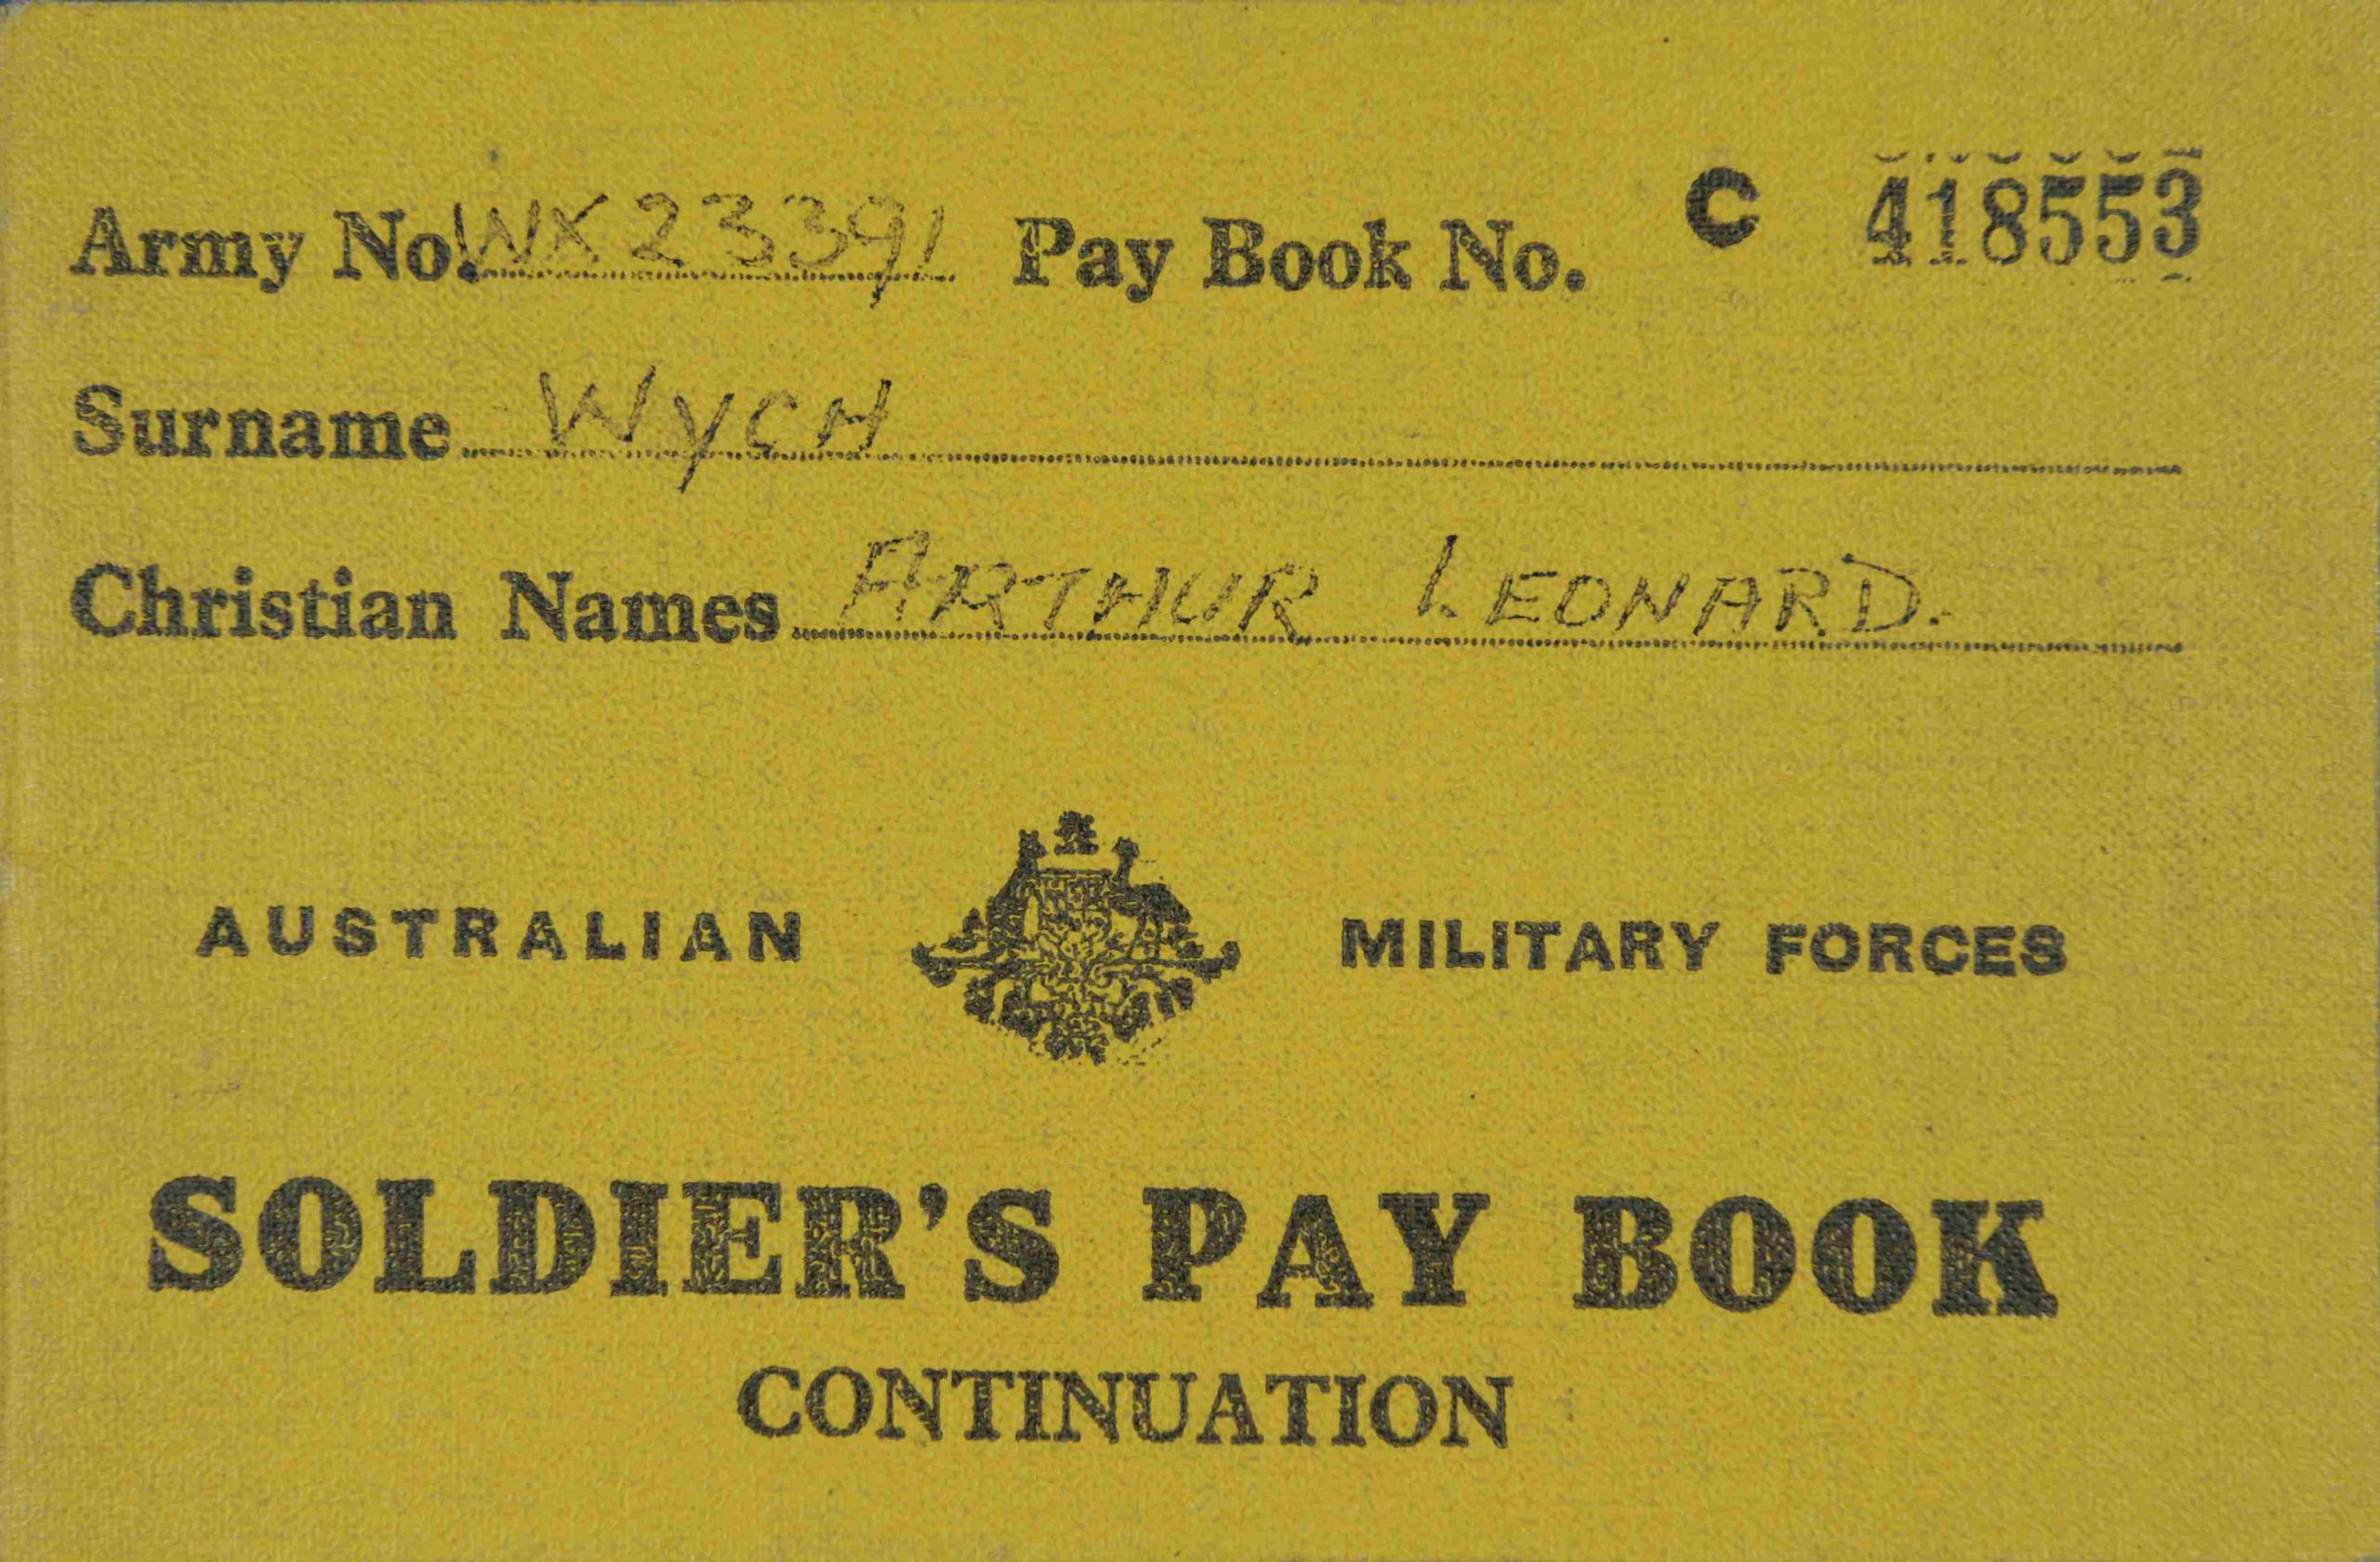 Army No. WX23391 Pay Book No. C 418553
Surname WYCH
Christian Names ARTHUR LEONARD.
AUSTRALIAN MILITARY FORCES
SOLDIER'S PAY BOOK
CONTINUATION